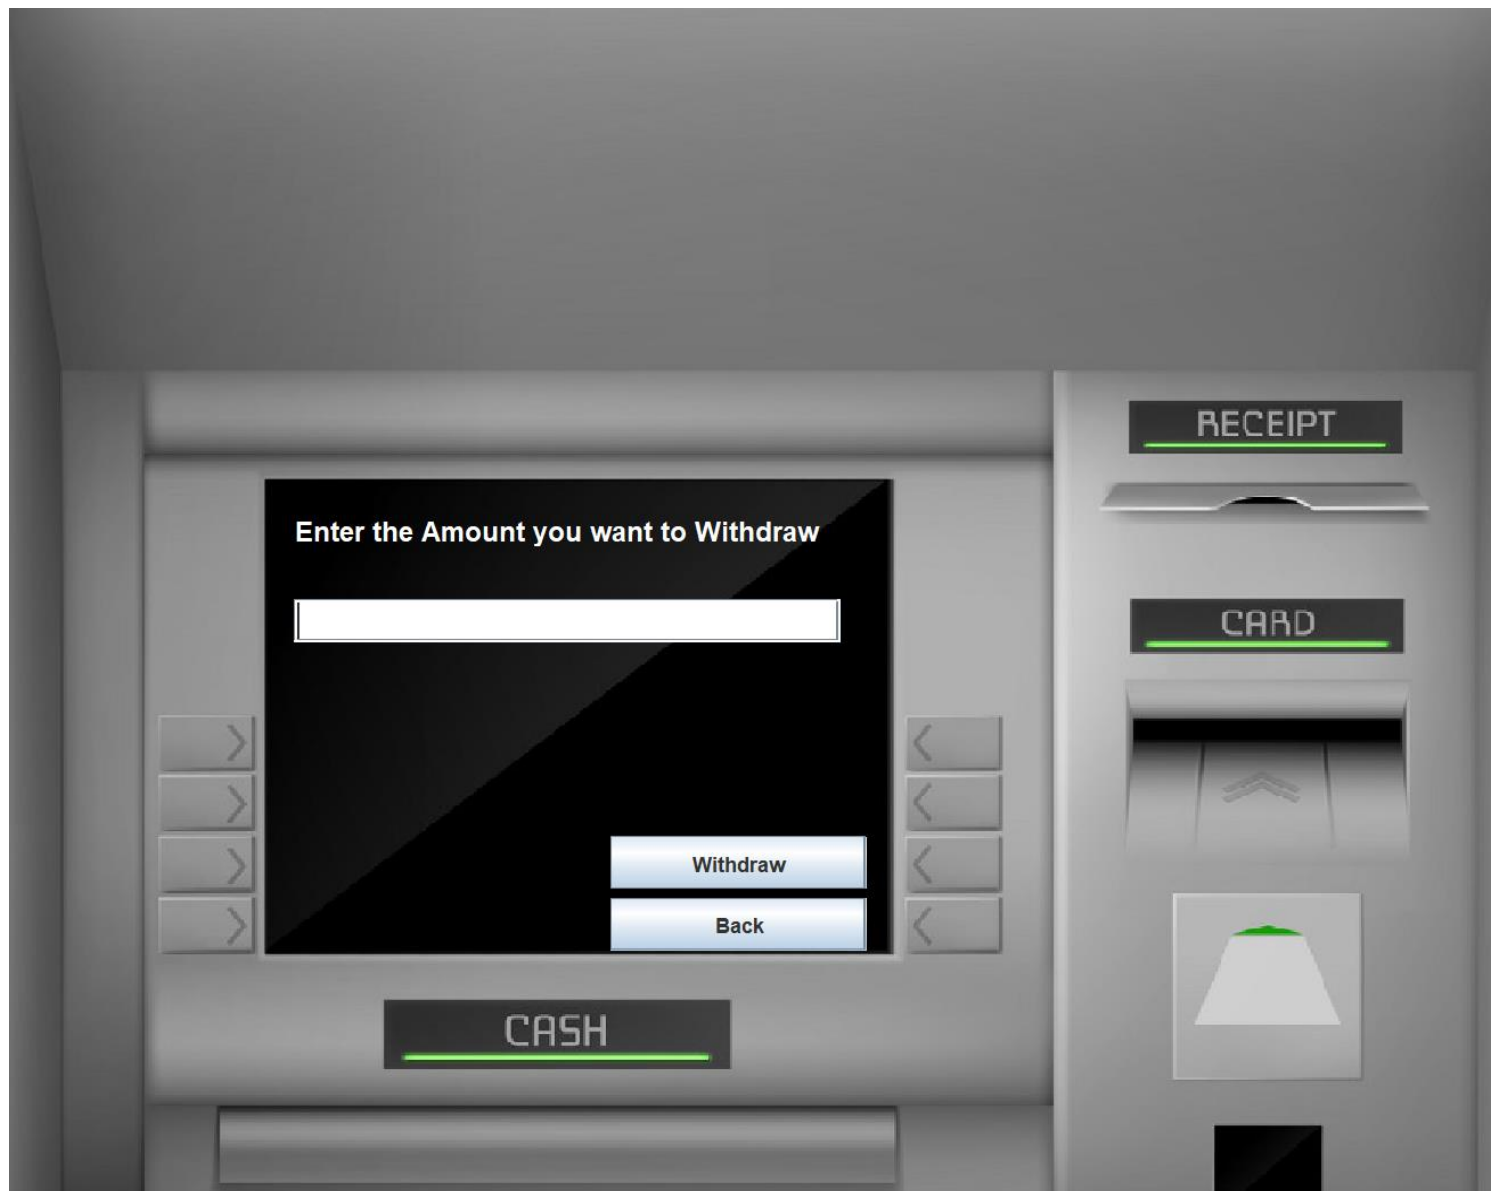 RECEIPT
Enter the Amount you want to Withdraw
CARD
Withdraw
Back
CASH